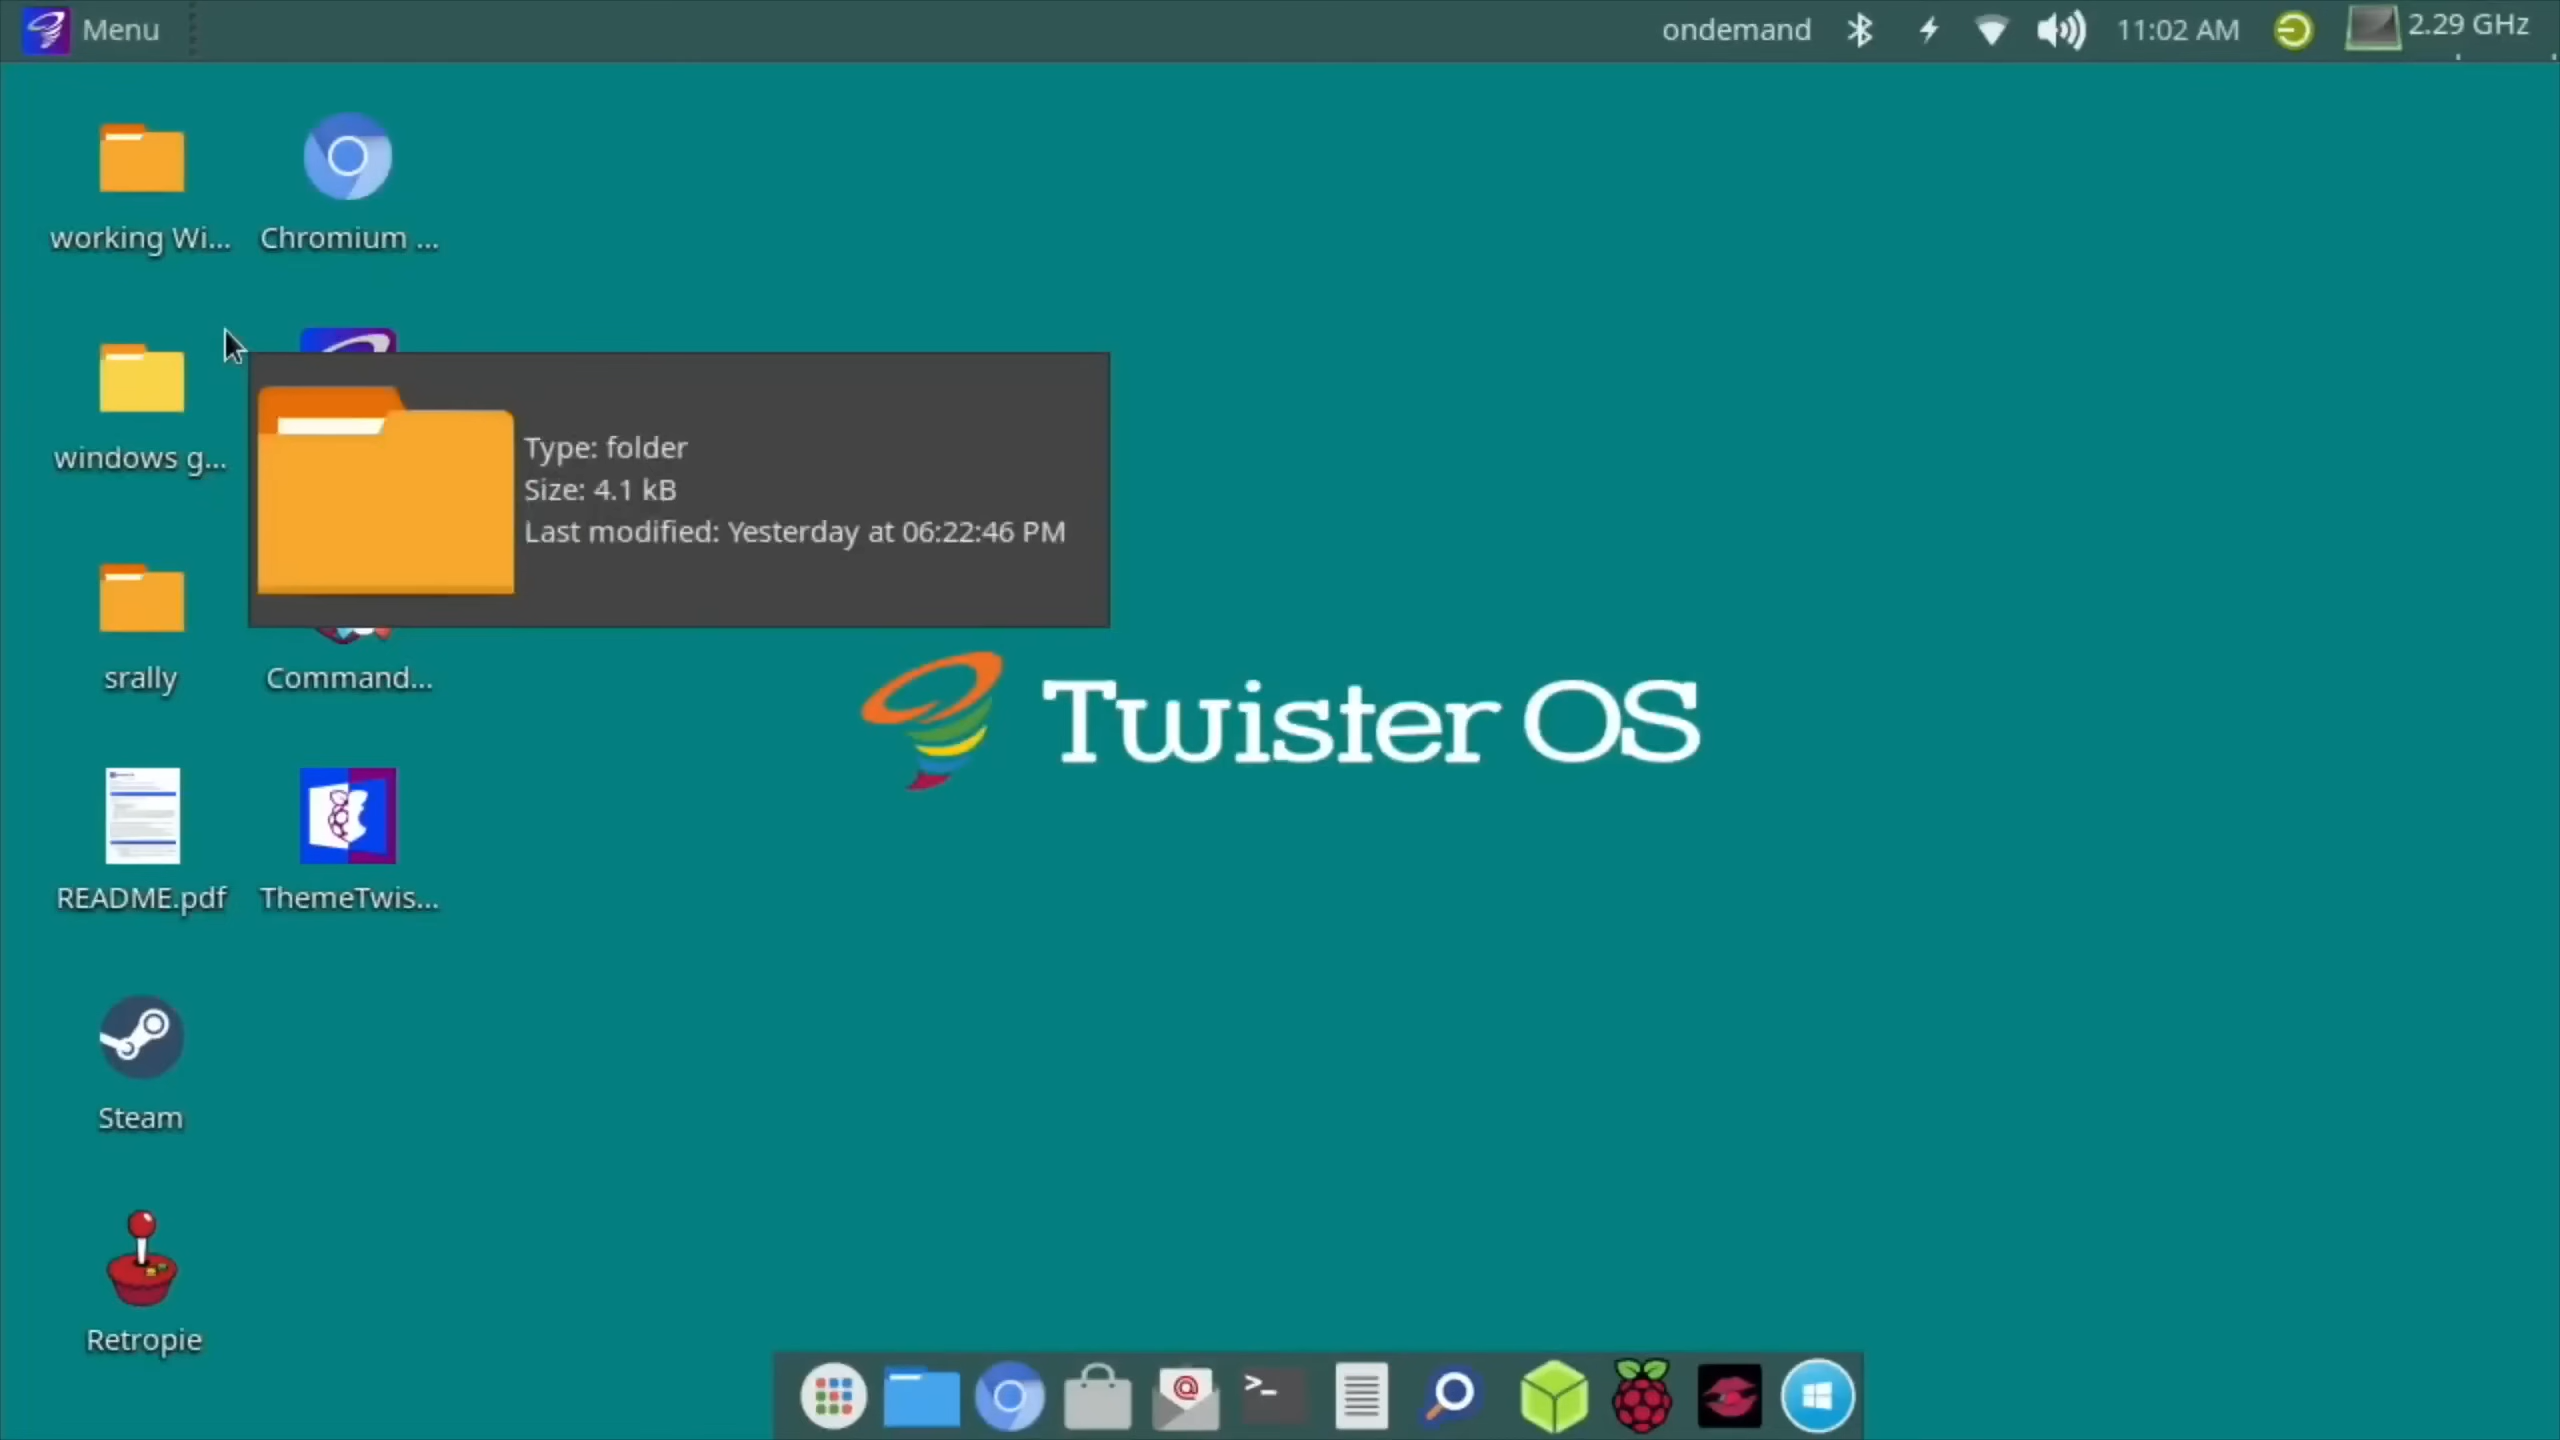 Menu
ondemand
11:02 AM
2.29 GHz
working Wi...
Chromium ...
windows g...
Type: folder
Size: 4.1 kB
Last modified: Yesterday at 06:22:46 PM
srally
Command...
Twister OS
README.pdf
ThemeTwis...
Steam
Retropie
>_
@